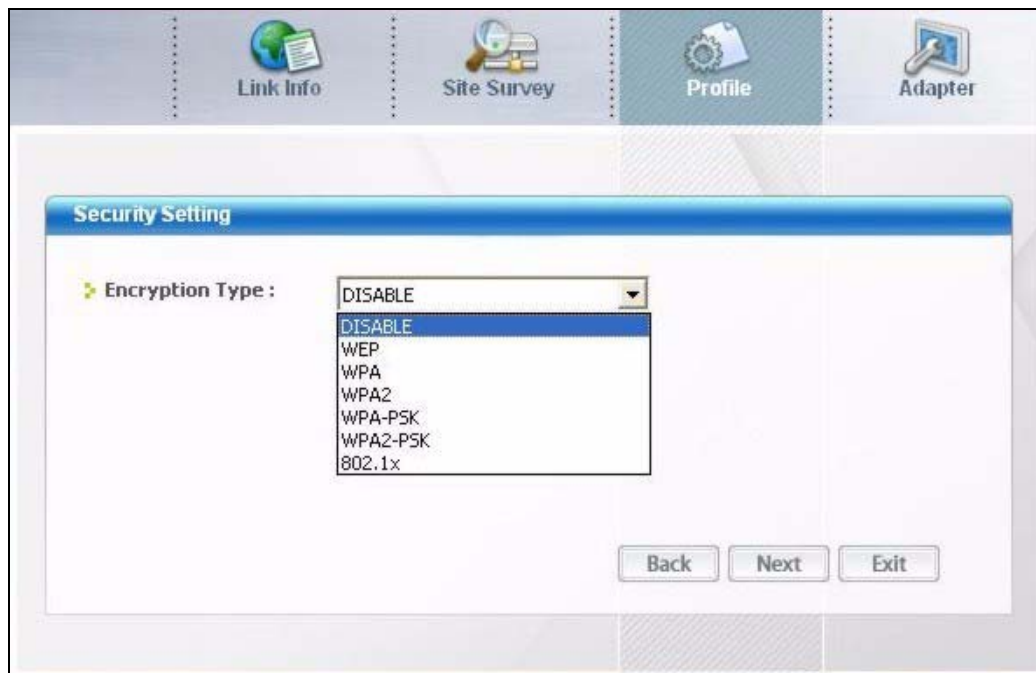 Link Info
Site Survey
Profile
Adapter
Security Setting
Encryption Type :
DISABLE
DISABLE
WEP
WPA
WPA2
WPA-PSK
WPA2-PSK
802.1x
Back
Next
Exit